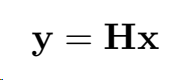 y = Hx